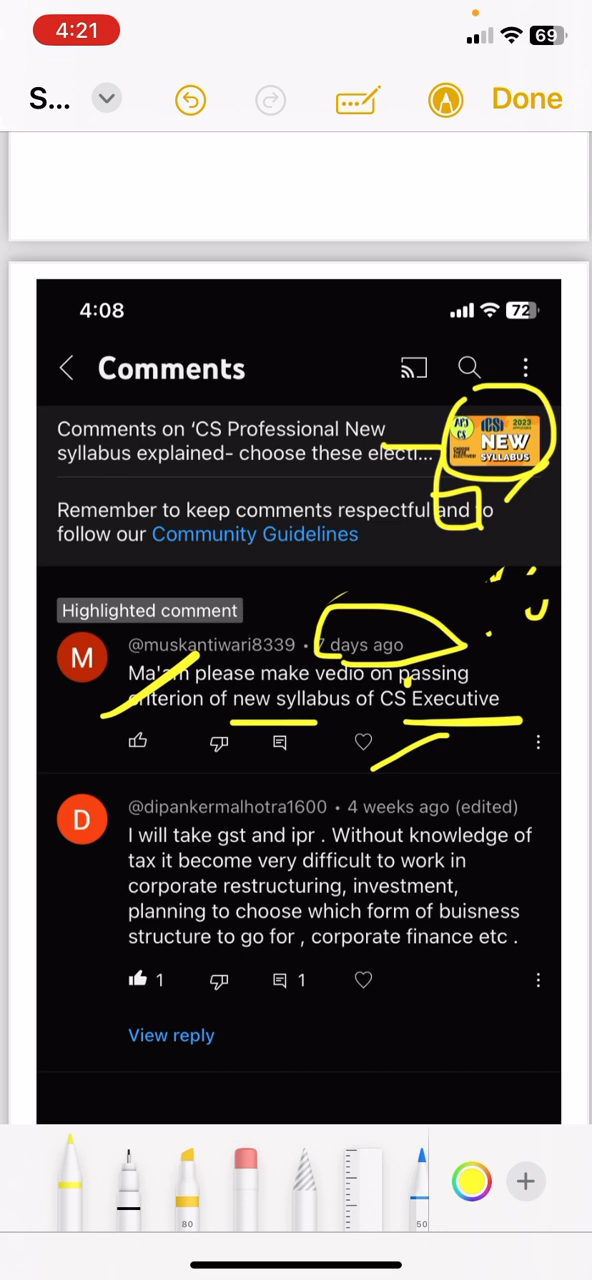 4:21
69
S...
Done
4:08
72
Comments
Comments on 'CS Professional New
syllabus explained- choose these electi...
ICSI 2023
NEW
SYLLABUS
Remember to keep comments respectful and to
follow our Community Guidelines
Highlighted comment
M
@muskantiwari8339 • 7 days ago
Ma'am please make vedio on passing
criterion of new syllabus of CS Executive
D
@dipankermalhotra1600 • 4 weeks ago (edited)
I will take gst and ipr . Without knowledge of
tax it become very difficult to work in
corporate restructuring, investment,
planning to choose which form of buisness
structure to go for , corporate finance etc .
1
1
View reply
80
50